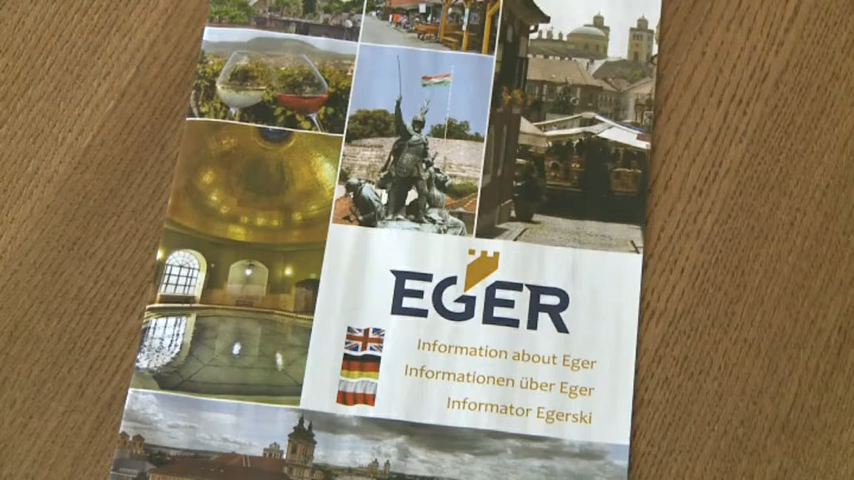 EGER
Information about Eger
Informationen über Eger
Informator Egerski